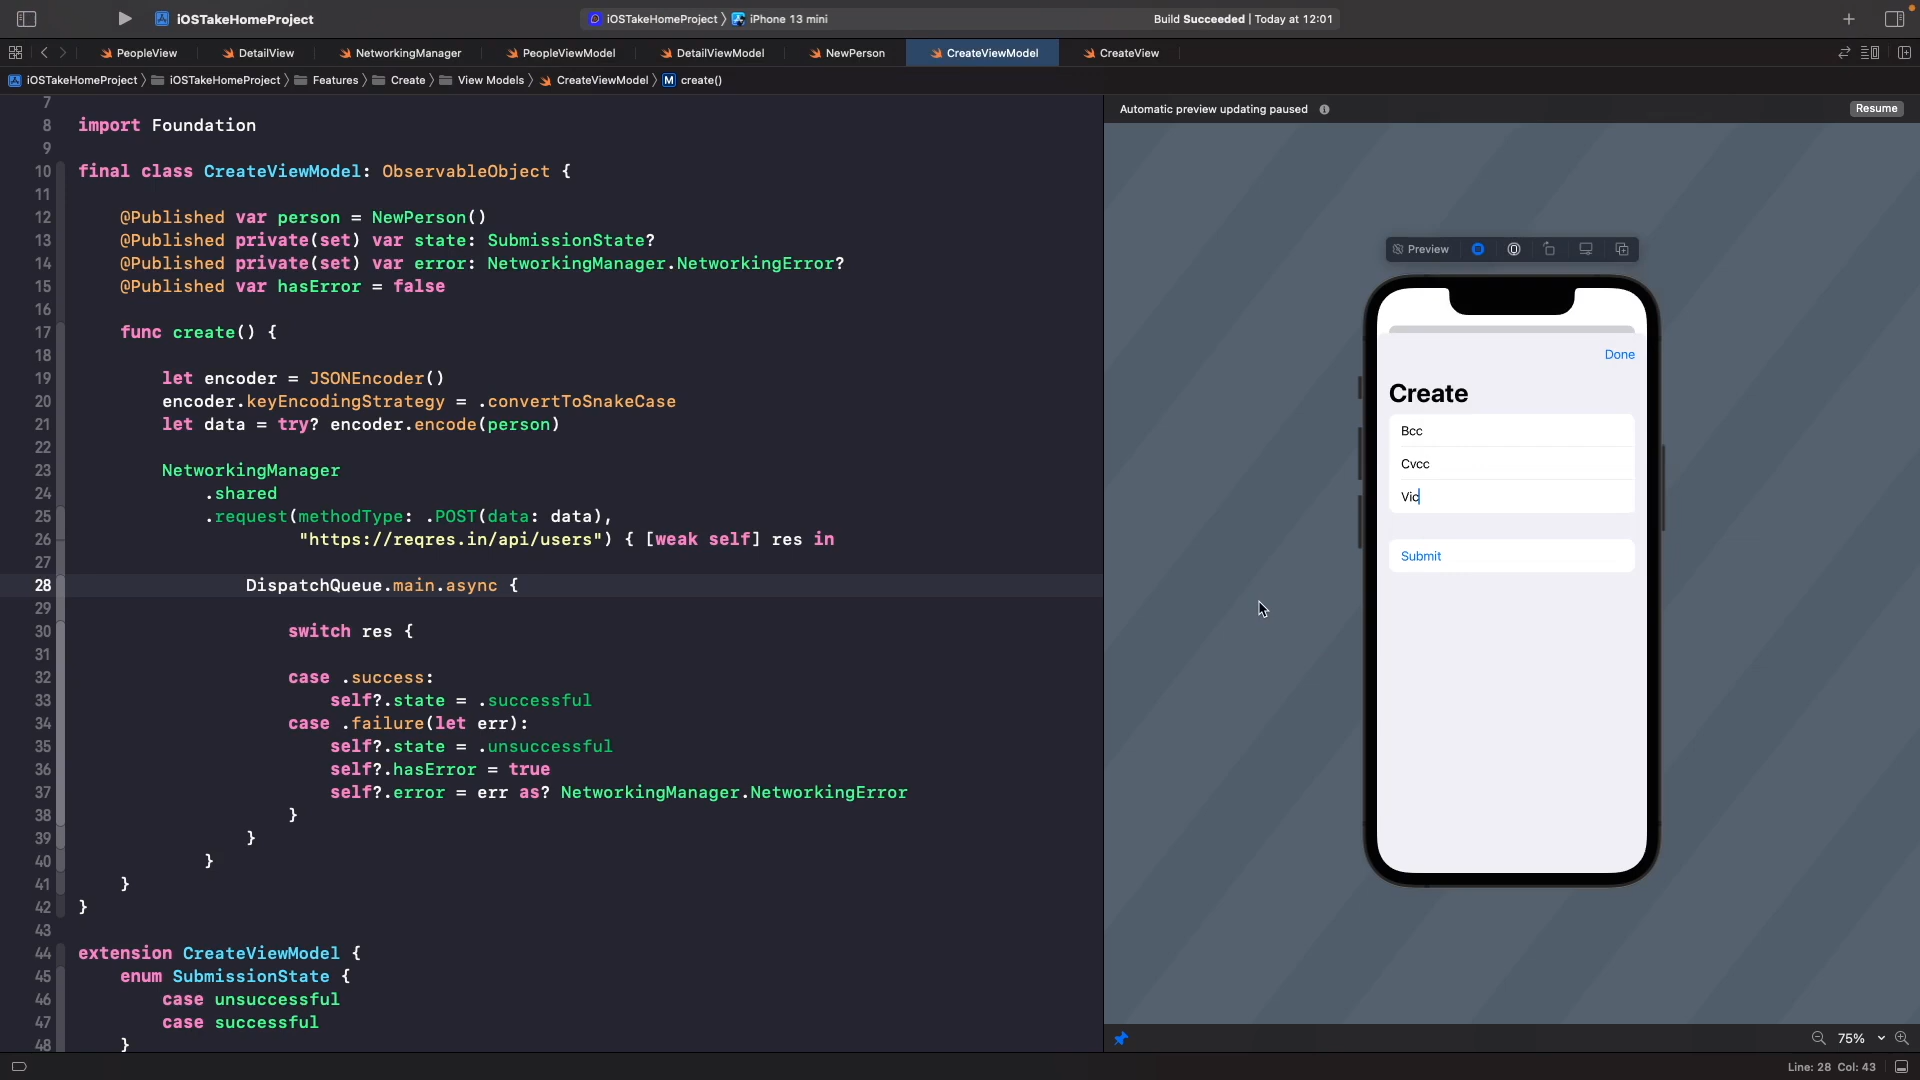 iOSTakeHomeProject
iOSTakeHomeProject 〉 iPhone 13 mini
Build Succeeded | Today at 12:01
PeopleView
DetailView
NetworkingManager
PeopleViewModel
DetailViewModel
NewPerson
CreateViewModel
CreateView
iOSTakeHomeProject 〉 iOSTakeHomeProject 〉 Features 〉 Create 〉 View Models 〉 CreateViewModel 〉 M create()
7
8 import Foundation
9
10 final class CreateViewModel: ObservableObject {
11
12 @Published var person = NewPerson()
13 @Published private(set) var state: SubmissionState?
14 @Published private(set) var error: NetworkingManager.NetworkingError?
15 @Published var hasError = false
16
17 func create() {
18
19 let encoder = JSONEncoder()
20 encoder.keyEncodingStrategy = .convertToSnakeCase
21 let data = try? encoder.encode(person)
22
23 NetworkingManager
24 .shared
25 .request(methodType: .POST(data: data),
26 "https://reqres.in/api/users") { [weak self] res in
27
28 DispatchQueue.main.async {
29
30 switch res {
31
32 case .success:
33 self?.state = .successful
34 case .failure(let err):
35 self?.state = .unsuccessful
36 self?.hasError = true
37 self?.error = err as? NetworkingManager.NetworkingError
38 }
39 }
40 }
41 }
42 }
43
44 extension CreateViewModel {
45 enum SubmissionState {
46 case unsuccessful
47 case successful
48 }
Automatic preview updating paused
Resume
Preview
Done
Create
Bcc
Cvcc
Vic
Submit
75%
Line: 28 Col: 43